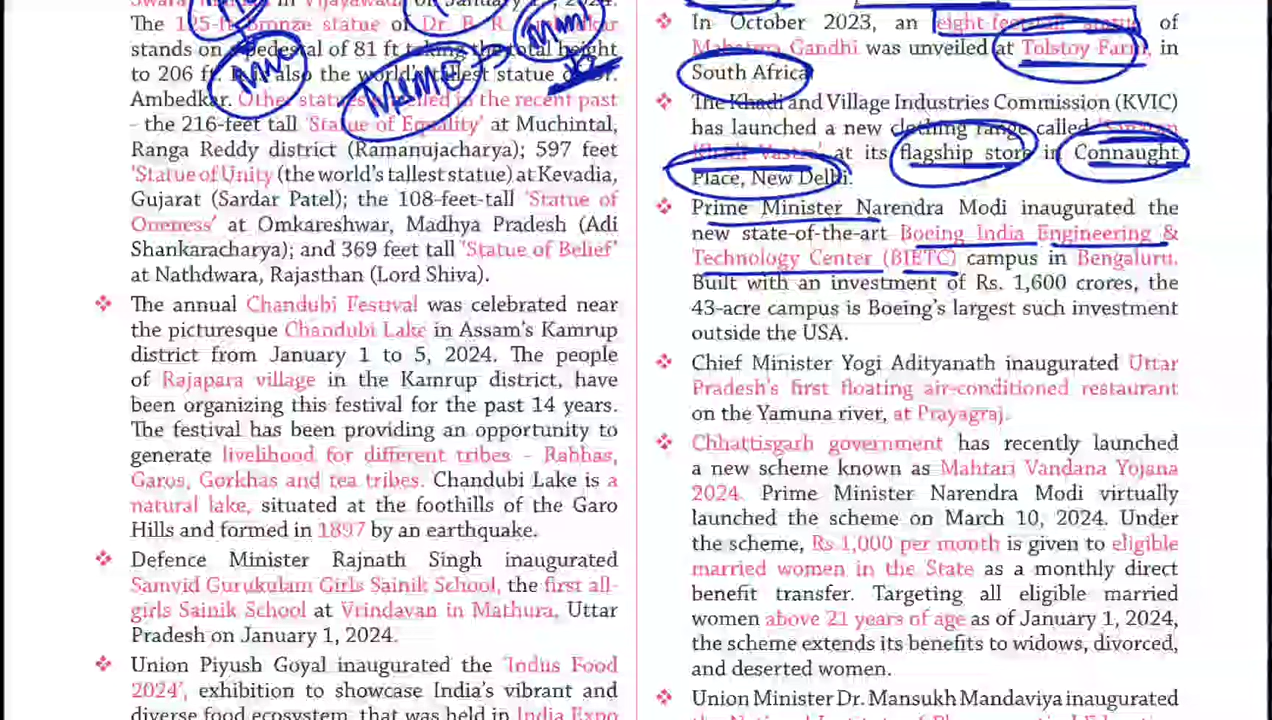 in Vijayawada on January 19, 2024.
The 125-ft bronze statue of Dr. B. R.
stands on a pedestal of 81 ft taking the total height
to 206 ft. It is also the world's tallest statue of Dr.
Ambedkar. Other statues unveiled in the recent past
– the 216-feet tall 'Statue of Equality' at Muchintal,
Ranga Reddy district (Ramanujacharya); 597 feet
'Statue of Unity (the world's tallest statue) at Kevadia,
Gujarat (Sardar Patel); the 108-feet-tall 'Statue of
Oneness' at Omkareshwar, Madhya Pradesh (Adi
Shankaracharya); and 369 feet tall 'Statue of Belief'
at Nathdwara, Rajasthan (Lord Shiva).
❖ The annual Chandubi Festival was celebrated near
the picturesque Chandubi Lake in Assam's Kamrup
district from January 1 to 5, 2024. The people
of Rajapara village in the Kamrup district, have
been organizing this festival for the past 14 years.
The festival has been providing an opportunity to
generate livelihood for different tribes – Rabhas,
Garos, Gorkhas and tea tribes. Chandubi Lake is a
natural lake, situated at the foothills of the Garo
Hills and formed in 1897 by an earthquake.
❖ Defence Minister Rajnath Singh inaugurated
Samvid Gurukulam Girls Sainik School, the first all-
girls Sainik School at Vrindavan in Mathura, Uttar
Pradesh on January 1, 2024.
❖ Union Piyush Goyal inaugurated the 'Indus Food
2024', exhibition to showcase India's vibrant and
diverse food ecosystem, that was held in India Expo
❖ In October 2023, an eight feet-tall statue of
Mahatma Gandhi was unveiled at Tolstoy Farm, in
South Africa
❖ The Khadi and Village Industries Commission (KVIC)
has launched a new clothing range called
Khadi Vastra' at its flagship store in Connaught
Place, New Delhi.
❖ Prime Minister Narendra Modi inaugurated the
new state-of-the-art Boeing India Engineering &
Technology Center (BIETC) campus in Bengaluru.
Built with an investment of Rs. 1,600 crores, the
43-acre campus is Boeing's largest such investment
outside the USA.
❖ Chief Minister Yogi Adityanath inaugurated Uttar
Pradesh's first floating air-conditioned restaurant
on the Yamuna river, at Prayagraj.
❖ Chhattisgarh government has recently launched
a new scheme known as Mahtari Vandana Yojana
2024. Prime Minister Narendra Modi virtually
launched the scheme on March 10, 2024. Under
the scheme, Rs 1,000 per month is given to eligible
married women in the State as a monthly direct
benefit transfer. Targeting all eligible married
women above 21 years of age as of January 1, 2024,
the scheme extends its benefits to widows, divorced,
and deserted women.
❖ Union Minister Dr. Mansukh Mandaviya inaugurated